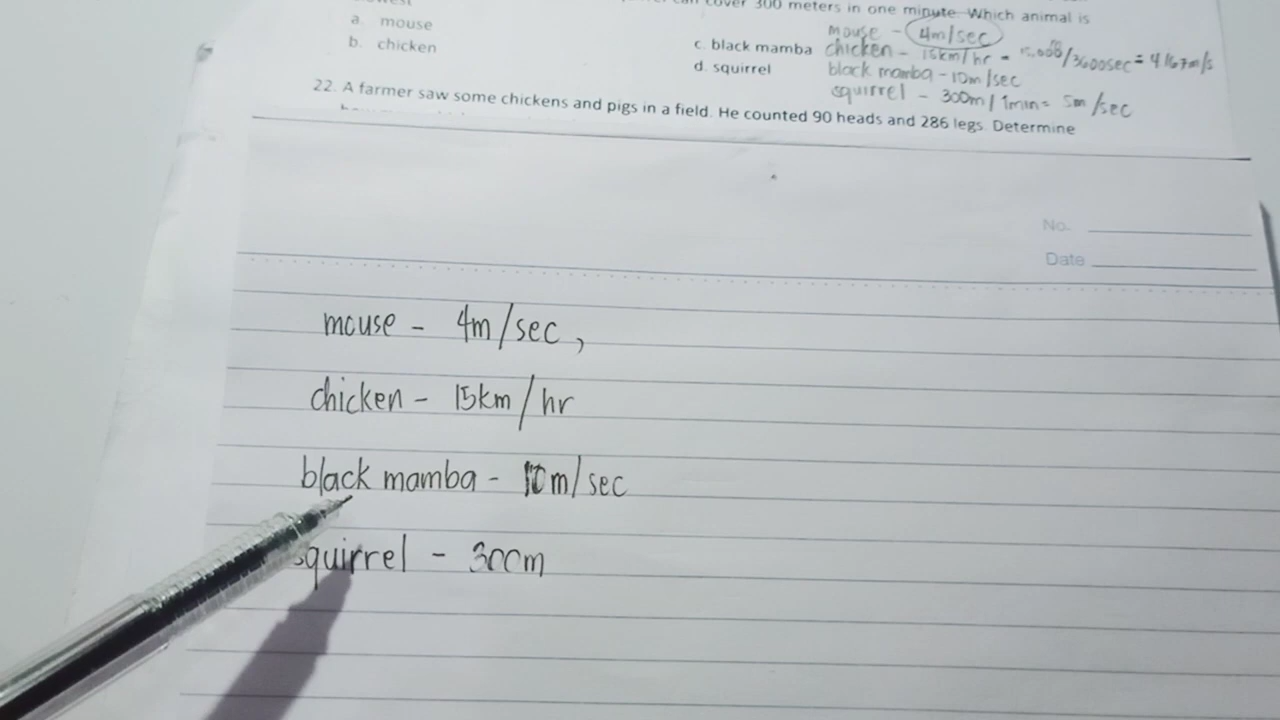 can cover 300 meters in one minute. Which animal is
a. mouse
b. chicken
c. black mamba
d. squirrel
mouse - 4m/sec
chicken - 15km/hr = 15,000/3600sec = 4.167m/s
black mamba - 10m/sec
squirrel - 300m/1min = 5m/sec
22. A farmer saw some chickens and pigs in a field. He counted 90 heads and 286 legs. Determine
No.
Date
mouse - 4m/sec,
chicken - 15km/hr
black mamba - 10m/sec
squirrel - 300m